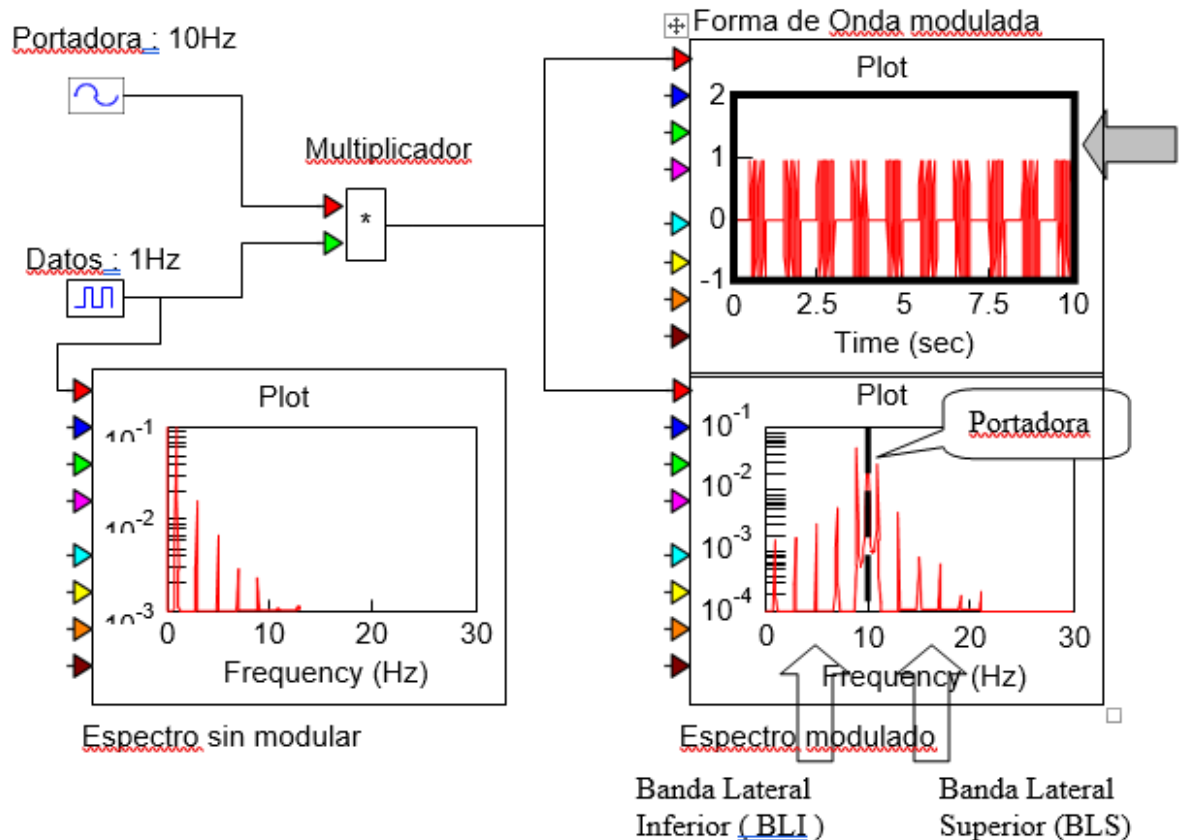 Portadora : 10Hz
Multiplicador
*
Datos : 1Hz
Forma de Onda modulada
Plot
2
1
0
-1
0 2.5 5 7.5 10
Time (sec)
Plot
10-1
10-2
10-3
0 10 20 30
Frequency (Hz)
Espectro sin modular
Plot
Portadora
10-1
10-2
10-3
10-4
0 10 20 30
Frequency (Hz)
Espectro modulado
Banda Lateral
Inferior ( BLI )
Banda Lateral
Superior (BLS)